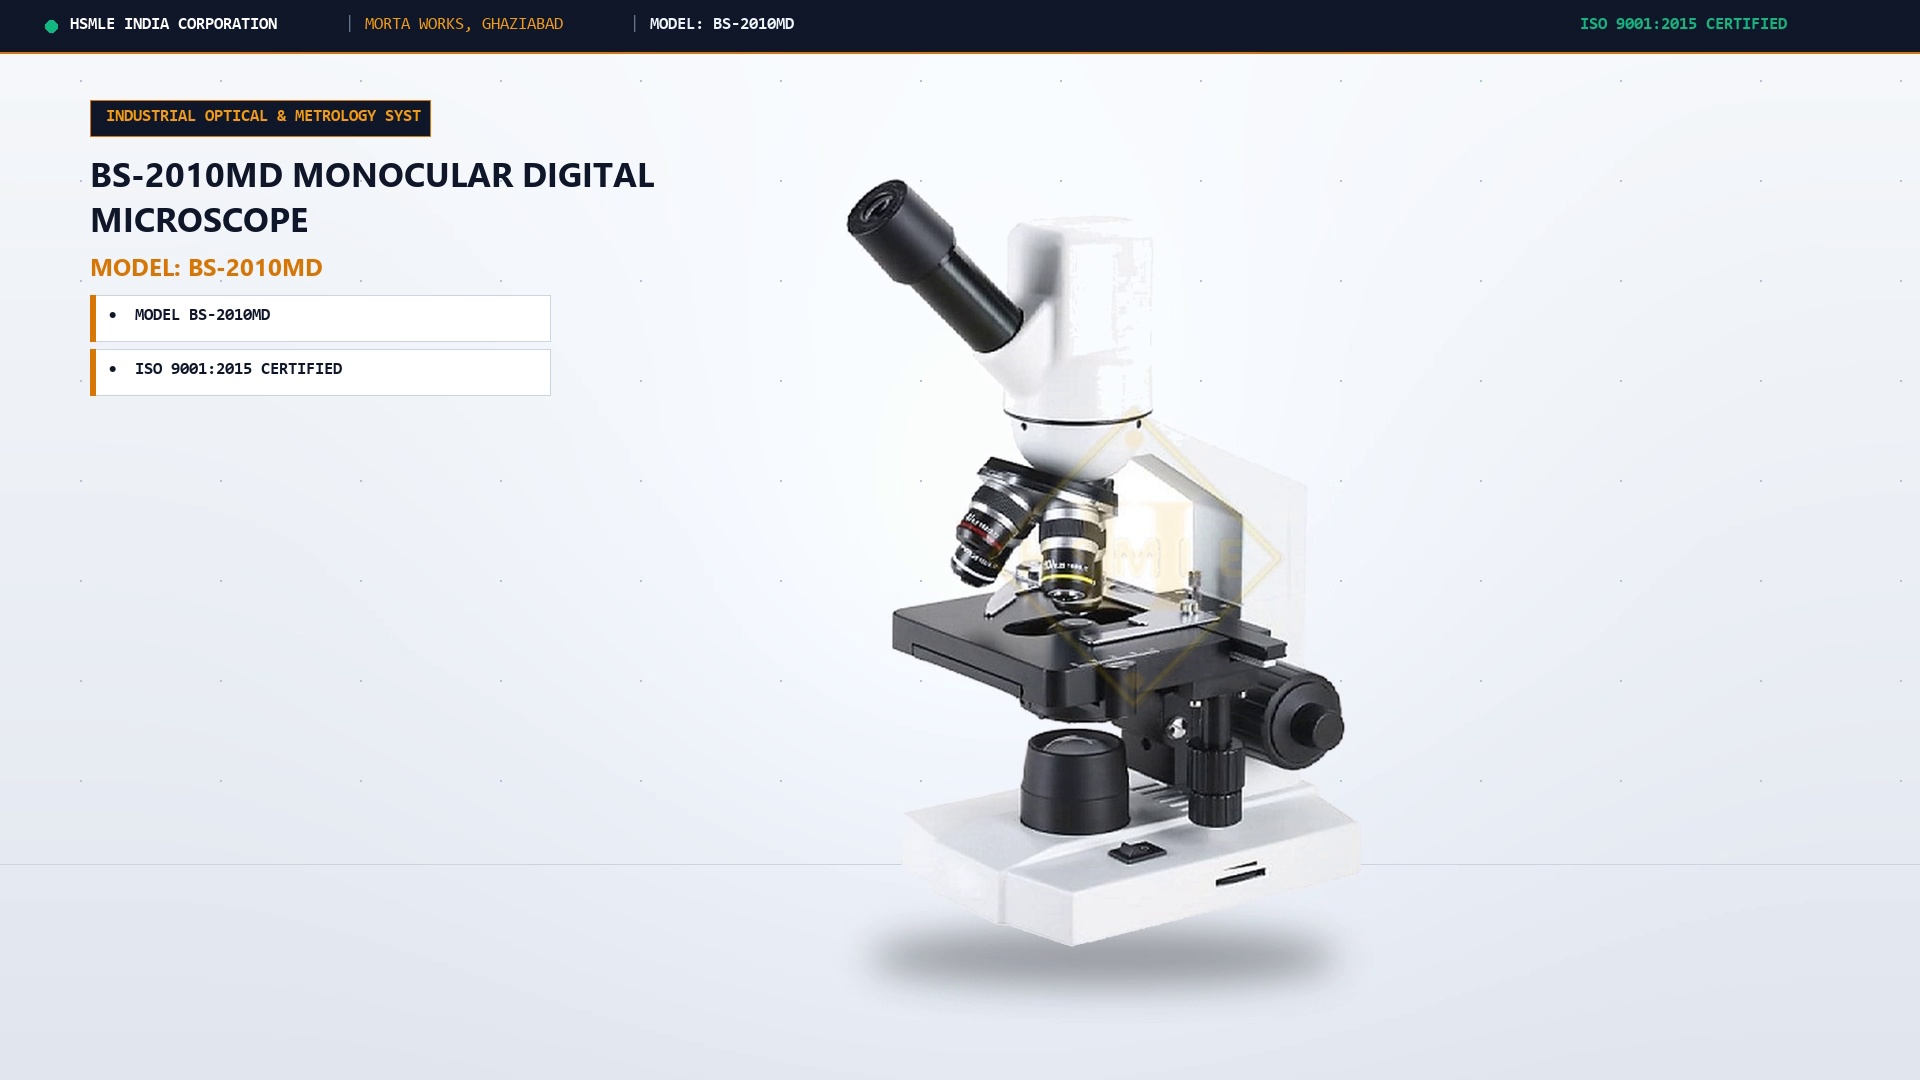 HSMLE INDIA CORPORATION
MORTA WORKS, GHAZIABAD
MODEL: BS-2010MD
ISO 9001:2015 CERTIFIED
INDUSTRIAL OPTICAL & METROLOGY SYST
BS-2010MD MONOCULAR DIGITAL
MICROSCOPE
MODEL: BS-2010MD
• MODEL BS-2010MD
• ISO 9001:2015 CERTIFIED